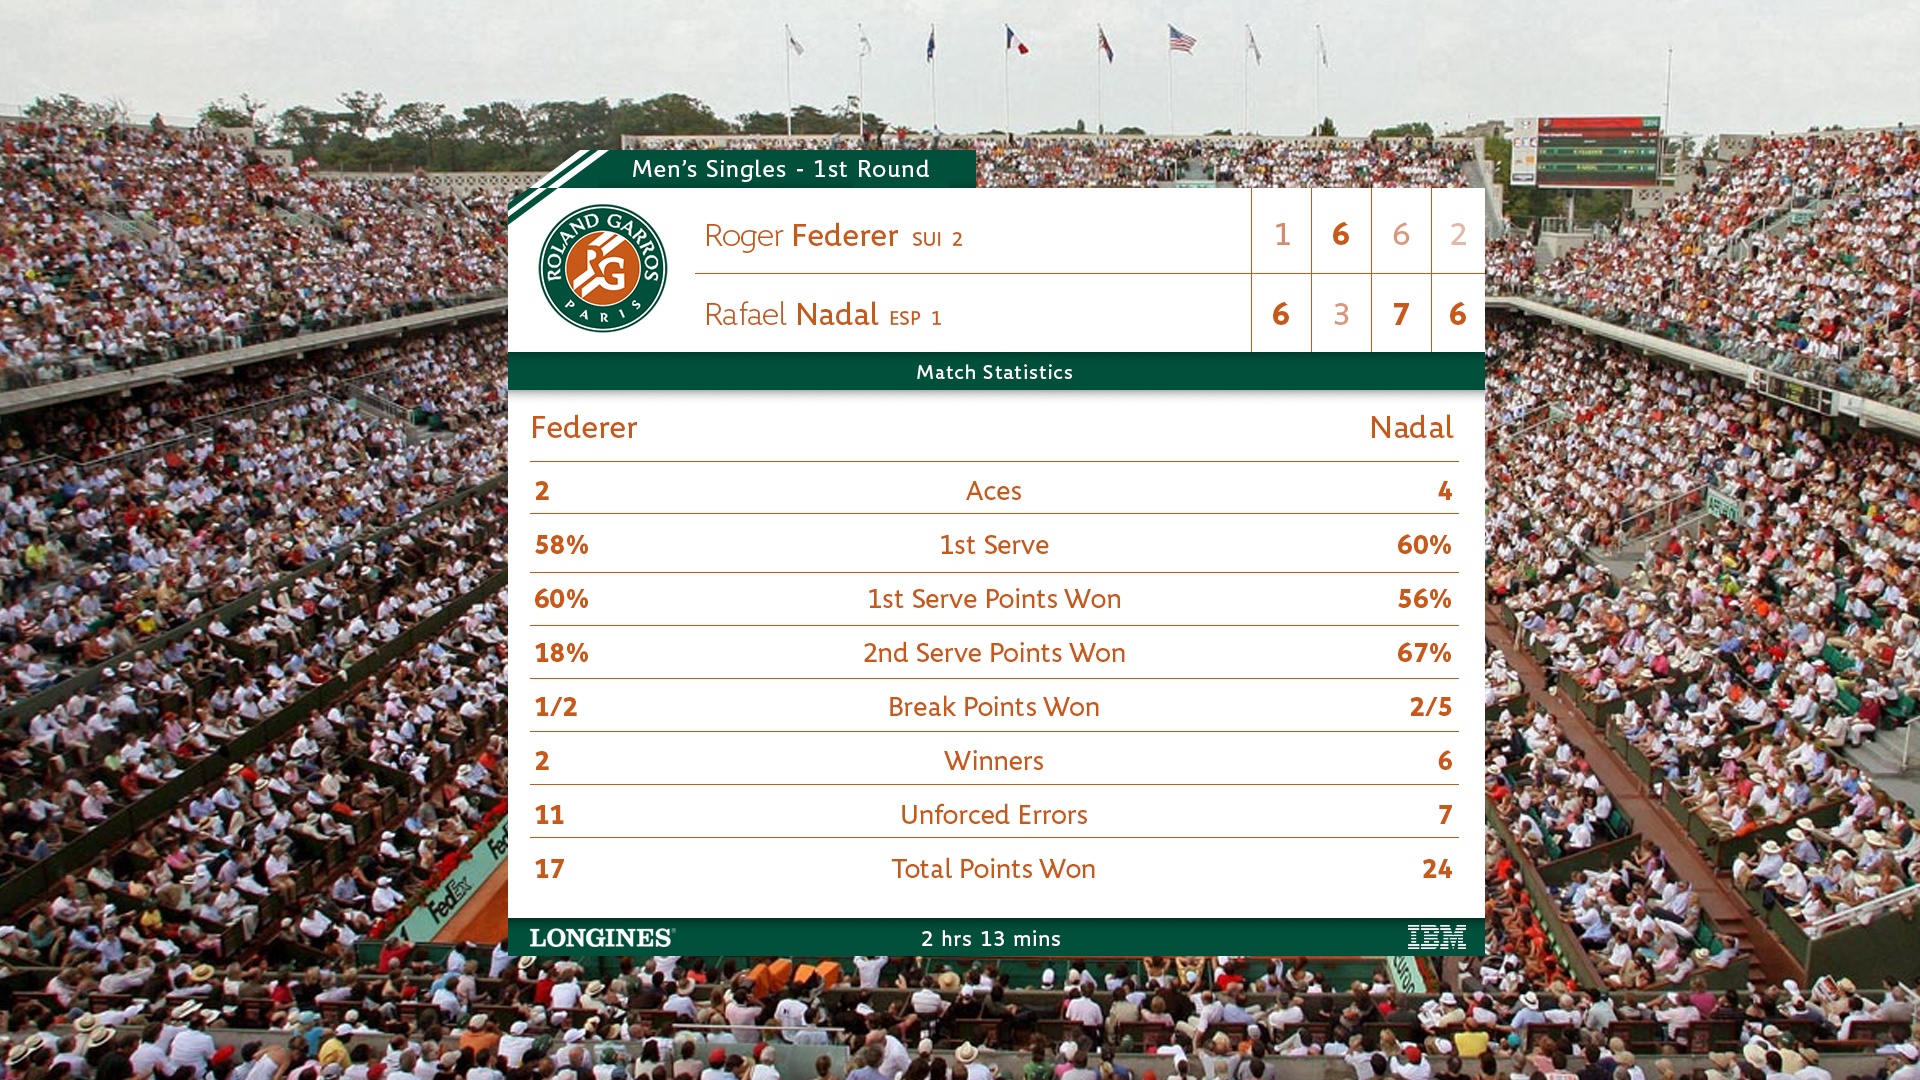 Men's Singles - 1st Round
ROLAND GARROS
PARIS
RG
Roger Federer SUI 2 1 6 6 2
Rafael Nadal ESP 1 6 3 7 6
Match Statistics
Federer Nadal
2 Aces 4
58% 1st Serve 60%
60% 1st Serve Points Won 56%
18% 2nd Serve Points Won 67%
1/2 Break Points Won 2/5
2 Winners 6
11 Unforced Errors 7
17 Total Points Won 24
LONGINES 2 hrs 13 mins IBM
FedEx